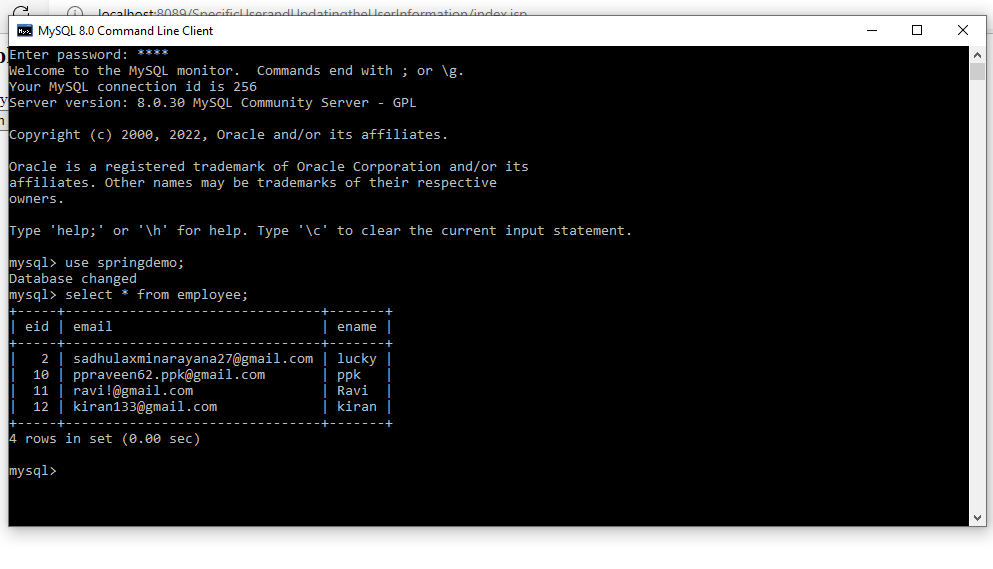 localhost:8089/SpecificUserandUpdatingtheUserInformation/index.jsp
MySQL 8.0 Command Line Client
Enter password: ****
Welcome to the MySQL monitor.  Commands end with ; or \g.
Your MySQL connection id is 256
Server version: 8.0.30 MySQL Community Server - GPL
Copyright (c) 2000, 2022, Oracle and/or its affiliates.
Oracle is a registered trademark of Oracle Corporation and/or its
affiliates. Other names may be trademarks of their respective
owners.
Type 'help;' or '\h' for help. Type '\c' to clear the current input statement.
mysql> use springdemo;
Database changed
mysql> select * from employee;
+-----+--------------------------------+-------+
| eid | email                          | ename |
+-----+--------------------------------+-------+
|   2 | sadhulaxminarayana27@gmail.com | lucky |
|  10 | ppraveen62.ppk@gmail.com       | ppk   |
|  11 | ravi!@gmail.com                | Ravi  |
|  12 | kiran133@gmail.com             | kiran |
+-----+--------------------------------+-------+
4 rows in set (0.00 sec)
mysql>